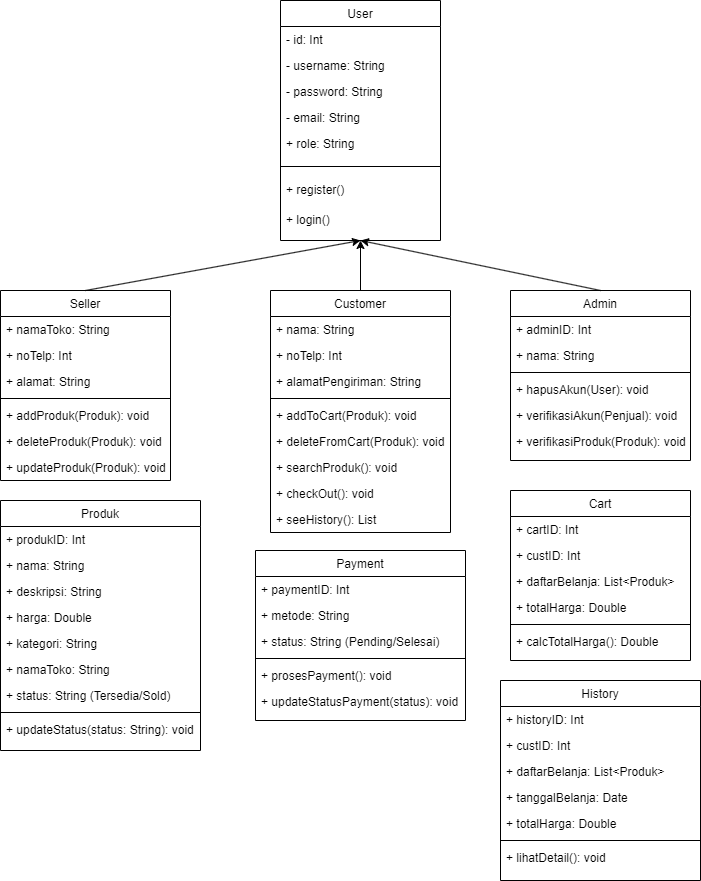 User
- id: Int
- username: String
- password: String
- email: String
+ role: String
+ register()
+ login()
Seller
+ namaToko: String
+ noTelp: Int
+ alamat: String
+ addProduk(Produk): void
+ deleteProduk(Produk): void
+ updateProduk(Produk): void
Customer
+ nama: String
+ noTelp: Int
+ alamatPengiriman: String
+ addToCart(Produk): void
+ deleteFromCart(Produk): void
+ searchProduk(): void
+ checkOut(): void
+ seeHistory(): List
Admin
+ adminID: Int
+ nama: String
+ hapusAkun(User): void
+ verifikasiAkun(Penjual): void
+ verifikasiProduk(Produk): void
Produk
+ produkID: Int
+ nama: String
+ deskripsi: String
+ harga: Double
+ kategori: String
+ namaToko: String
+ status: String (Tersedia/Sold)
+ updateStatus(status: String): void
Payment
+ paymentID: Int
+ metode: String
+ status: String (Pending/Selesai)
+ prosesPayment(): void
+ updateStatusPayment(status): void
Cart
+ cartID: Int
+ custID: Int
+ daftarBelanja: List<Produk>
+ totalHarga: Double
+ calcTotalHarga(): Double
History
+ historyID: Int
+ custID: Int
+ daftarBelanja: List<Produk>
+ tanggalBelanja: Date
+ totalHarga: Double
+ lihatDetail(): void